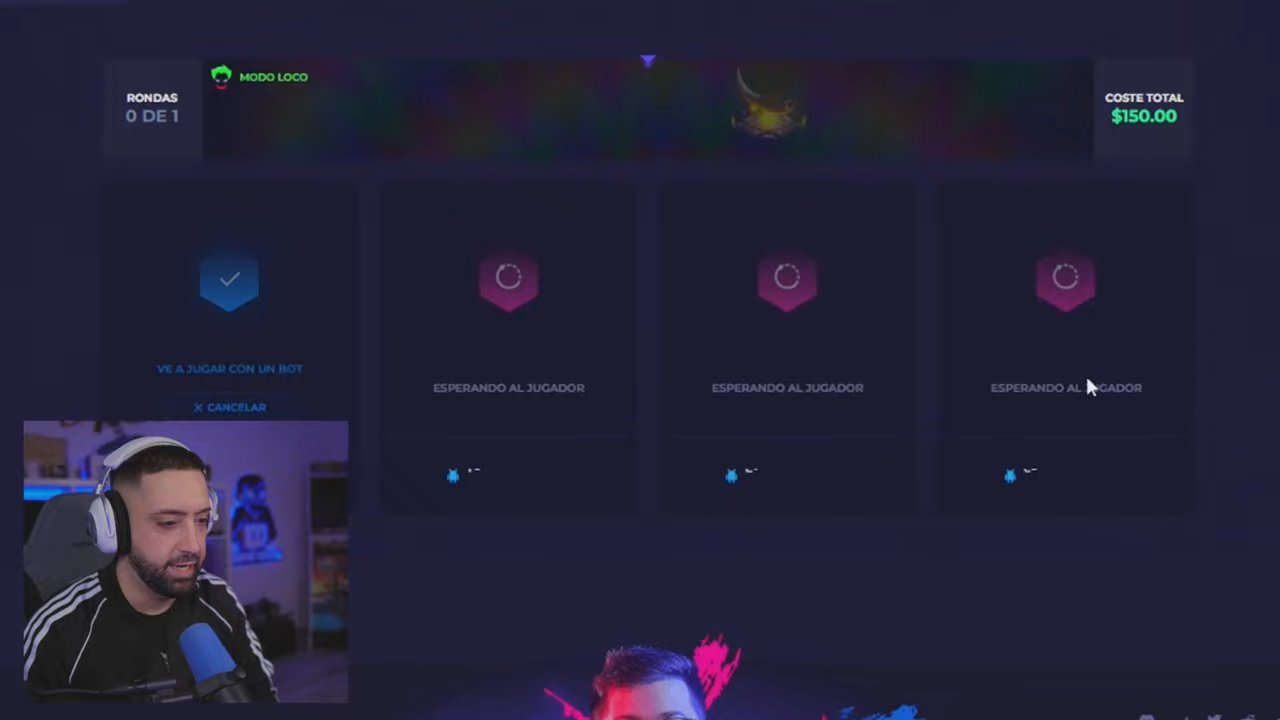 MODO LOCO
RONDAS
0 DE 1
COSTE TOTAL
$150.00
VE A JUGAR CON UN BOT
ESPERANDO AL JUGADOR
ESPERANDO AL JUGADOR
ESPERANDO AL JUGADOR
X CANCELAR